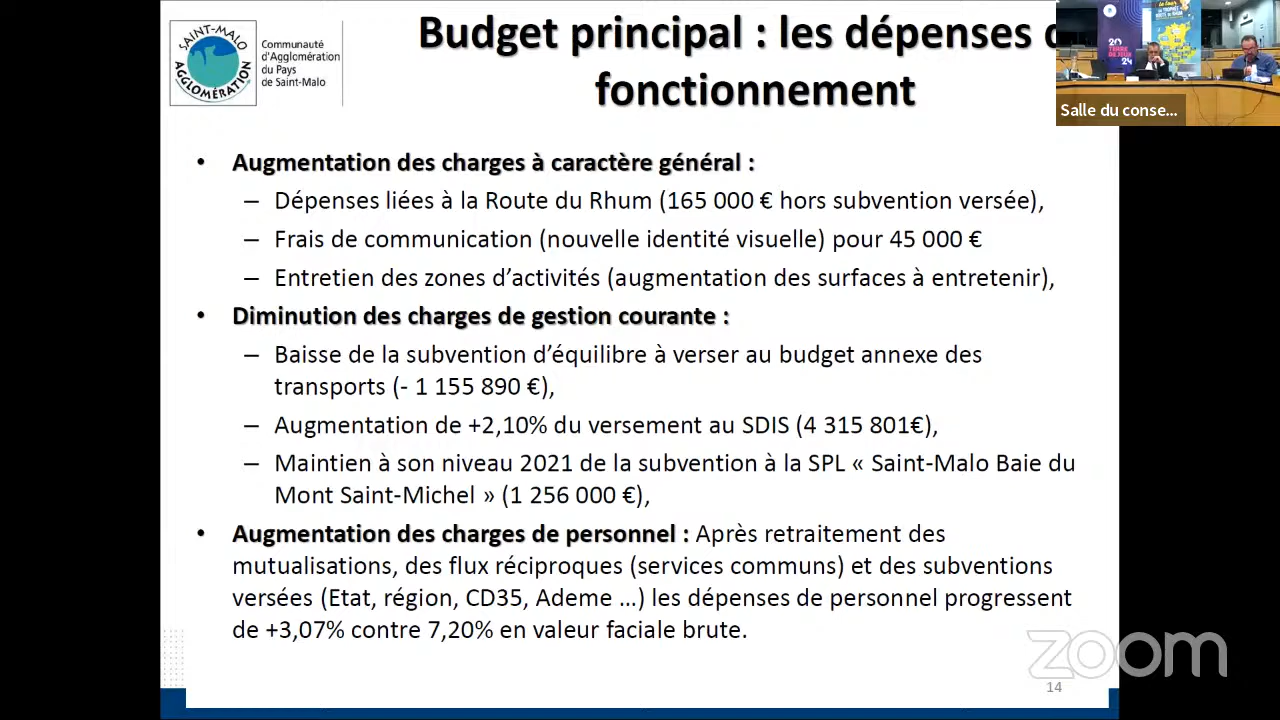 SAINT-MALO
AGGLOMÉRATION
Communauté
d'Agglomération
du Pays
de Saint-Malo
Budget principal : les dépenses
fonctionnement
20
TERRE
DE JEUX
24
Salle du conse...
• Augmentation des charges à caractère général :
– Dépenses liées à la Route du Rhum (165 000 € hors subvention versée),
– Frais de communication (nouvelle identité visuelle) pour 45 000 €
– Entretien des zones d’activités (augmentation des surfaces à entretenir),
• Diminution des charges de gestion courante :
– Baisse de la subvention d’équilibre à verser au budget annexe des
transports (- 1 155 890 €),
– Augmentation de +2,10% du versement au SDIS (4 315 801€),
– Maintien à son niveau 2021 de la subvention à la SPL « Saint-Malo Baie du
Mont Saint-Michel » (1 256 000 €),
• Augmentation des charges de personnel : Après retraitement des
mutualisations, des flux réciproques (services communs) et des subventions
versées (Etat, région, CD35, Ademe …) les dépenses de personnel progressent
de +3,07% contre 7,20% en valeur faciale brute.
zoom
14